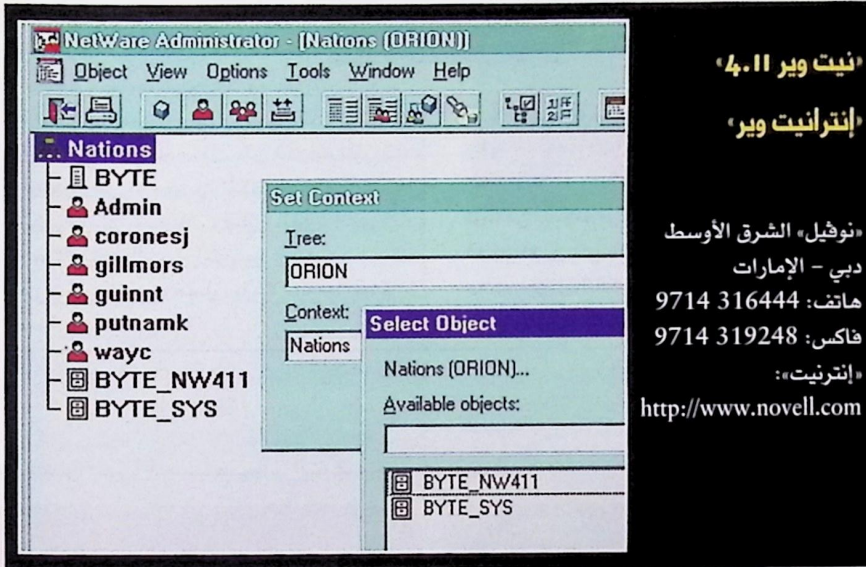 NetWare Administrator - [Nations (ORION)]
Object View Options Tools Window Help
Nations
BYTE
Admin
coronesj
gillmors
guinnt
putnamk
wayc
BYTE_NW411
BYTE_SYS
Set Context
Tree:
ORION
Context:
Nations
Select Object
Nations (ORION)...
Available objects:
BYTE_NW411
BYTE_SYS
«نيت وير 4.11»
«إنترانيت وير»
«نوڤيل» الشرق الأوسط
دبي - الإمارات
هاتف: 316444 9714
فاكس: 319248 9714
«إنترنيت»:
http://www.novell.com